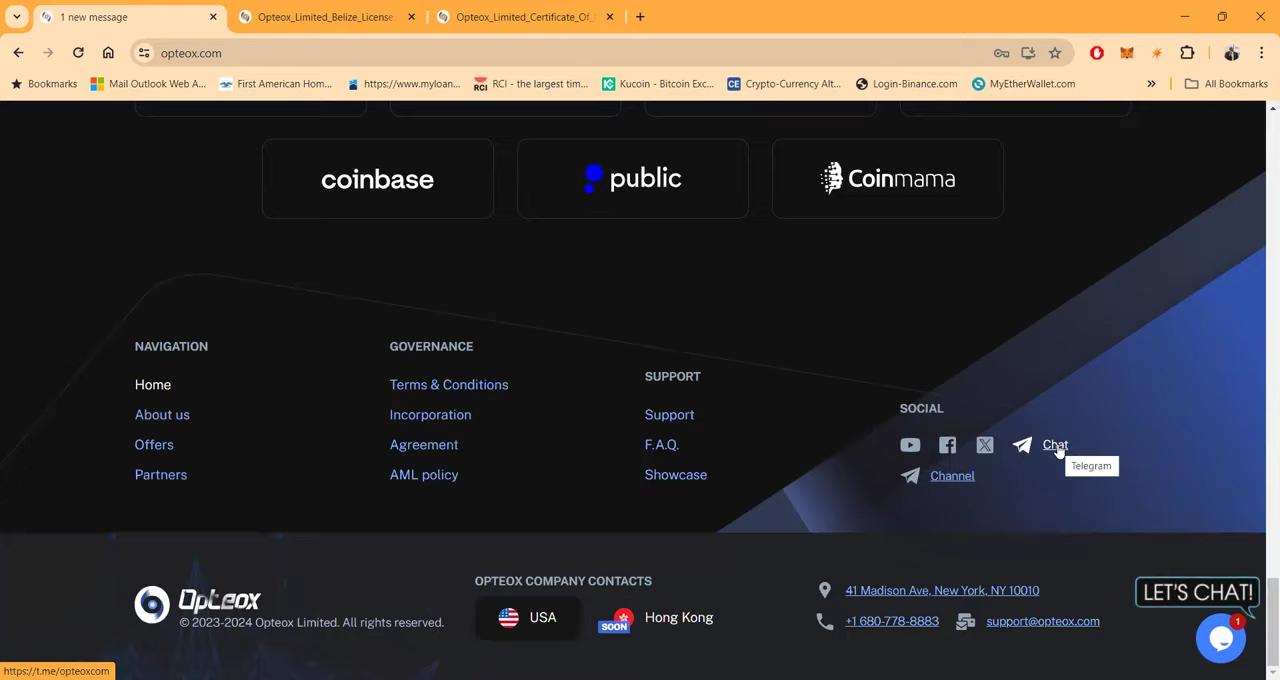 1 new message
Opteox_Limited_Belize_License.
Opteox_Limited_Certificate_Of_
opteox.com
Bookmarks
Mail Outlook Web A...
First American Hom...
https://www.myloan...
RCI - the largest tim...
Kucoin - Bitcoin Exc...
Crypto-Currency Alt...
Login-Binance.com
MyEtherWallet.com
»
All Bookmarks
coinbase
public
Coinmama
NAVIGATION
Home
About us
Offers
Partners
GOVERNANCE
Terms & Conditions
Incorporation
Agreement
AML policy
SUPPORT
Support
F.A.Q.
Showcase
SOCIAL
Chat
Telegram
Channel
Opteox
© 2023-2024 Opteox Limited. All rights reserved.
OPTEOX COMPANY CONTACTS
USA
SOON
Hong Kong
41 Madison Ave, New York, NY 10010
+1 680-778-8883
support@opteox.com
LET'S CHAT!
1
https://t.me/opteoxcom